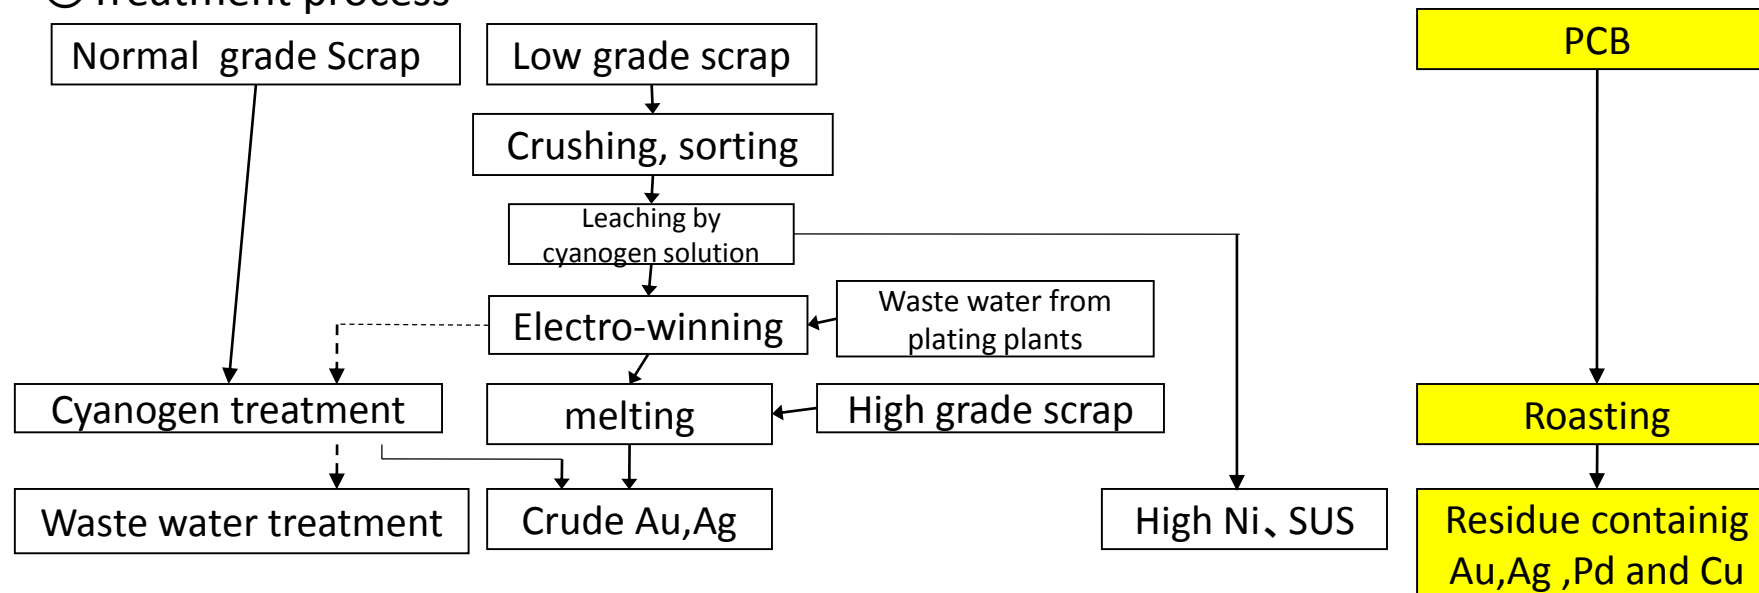 Treatment process
Normal grade Scrap
Low grade scrap
PCB
Crushing, sorting
Leaching by
cyanogen solution
Waste water from
plating plants
Electro-winning
Cyanogen treatment
melting
High grade scrap
Roasting
Waste water treatment
Crude Au,Ag
High Ni、SUS
Residue containig
Au,Ag ,Pd and Cu